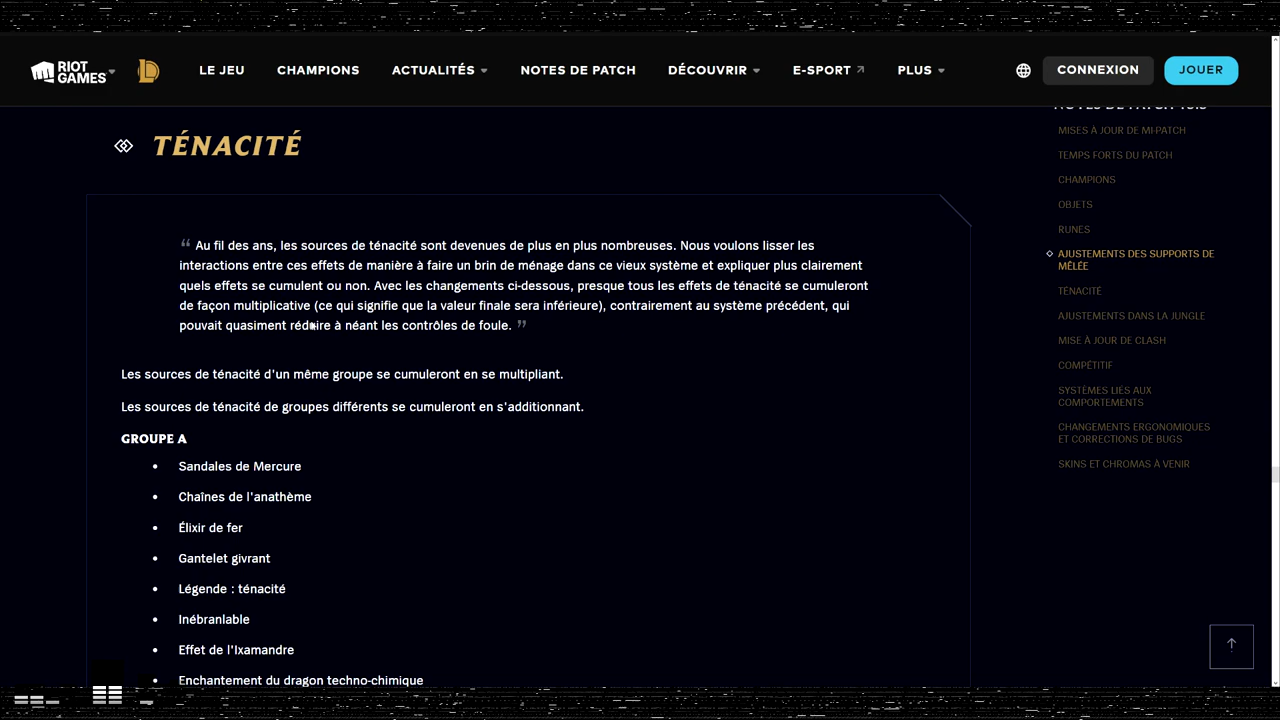 RIOT GAMES
LE JEU CHAMPIONS ACTUALITÉS NOTES DE PATCH DÉCOUVRIR E-SPORT PLUS CONNEXION JOUER
TÉNACITÉ
“ Au fil des ans, les sources de ténacité sont devenues de plus en plus nombreuses. Nous voulons lisser les
interactions entre ces effets de manière à faire un brin de ménage dans ce vieux système et expliquer plus clairement
quels effets se cumulent ou non. Avec les changements ci-dessous, presque tous les effets de ténacité se cumuleront
de façon multiplicative (ce qui signifie que la valeur finale sera inférieure), contrairement au système précédent, qui
pouvait quasiment réduire à néant les contrôles de foule. ”
Les sources de ténacité d'un même groupe se cumuleront en se multipliant.
Les sources de ténacité de groupes différents se cumuleront en s'additionnant.
GROUPE A
• Sandales de Mercure
• Chaînes de l'anathème
• Élixir de fer
• Gantelet givrant
• Légende : ténacité
• Inébranlable
• Effet de l'Ixamandre
• Enchantement du dragon techno-chimique
MISES À JOUR DE MI-PATCH
TEMPS FORTS DU PATCH
CHAMPIONS
OBJETS
RUNES
AJUSTEMENTS DES SUPPORTS DE
MÊLÉE
TÉNACITÉ
AJUSTEMENTS DANS LA JUNGLE
MISE À JOUR DE CLASH
COMPÉTITIF
SYSTÈMES LIÉS AUX
COMPORTEMENTS
CHANGEMENTS ERGONOMIQUES
ET CORRECTIONS DE BUGS
SKINS ET CHROMAS À VENIR